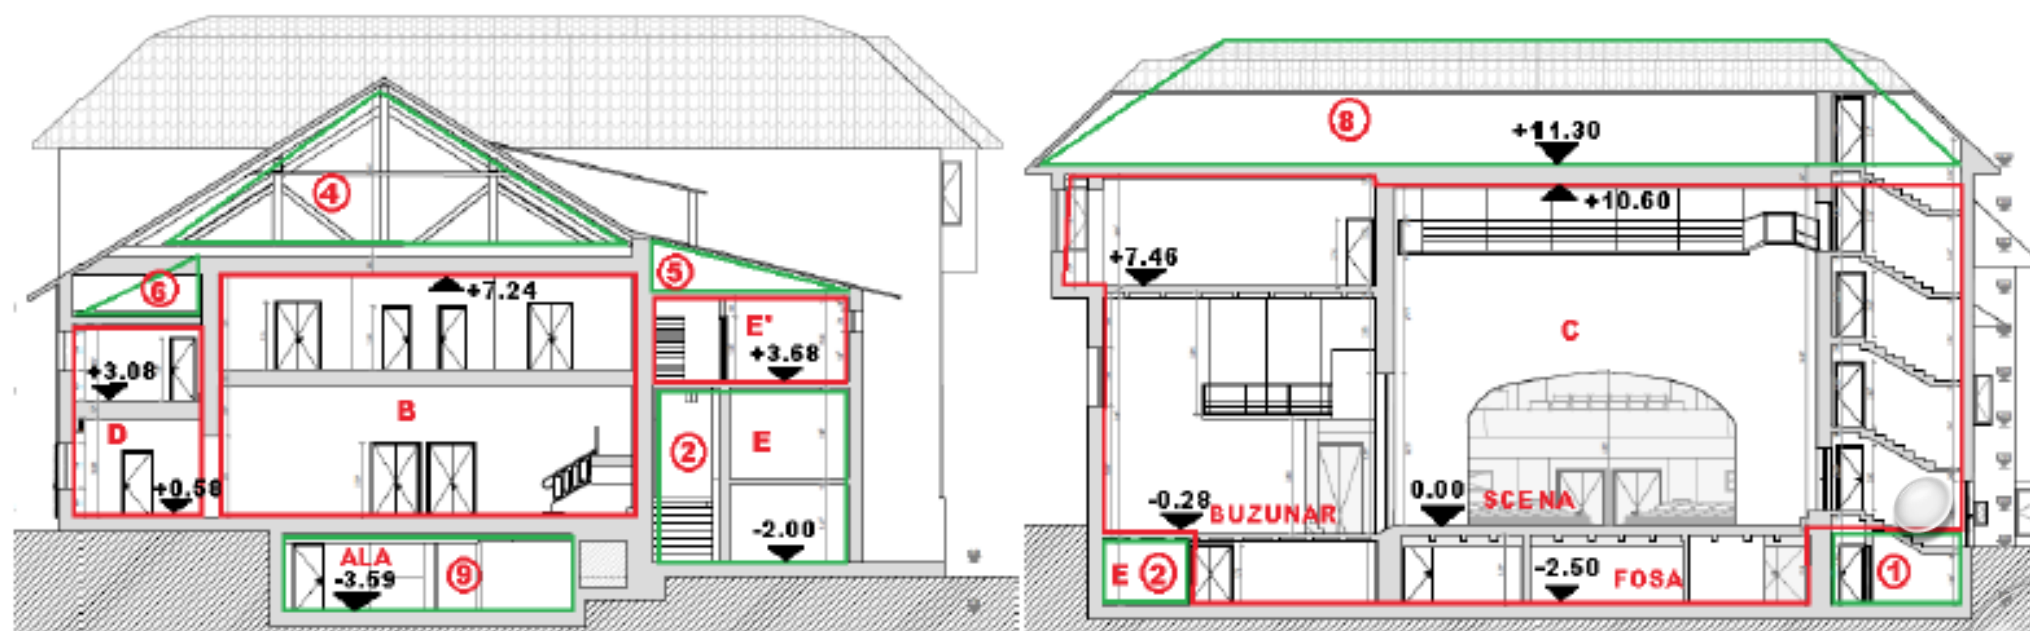 4
6
5
+7.24
E'
+3.68
+3.08
B
D
2
E
+0.58
-2.00
ALA
-3.59
9
8
+11.30
+10.60
+7.46
C
0.00
SCENA
-0.28
BUZUNAR
E 2
-2.50
FOSA
1